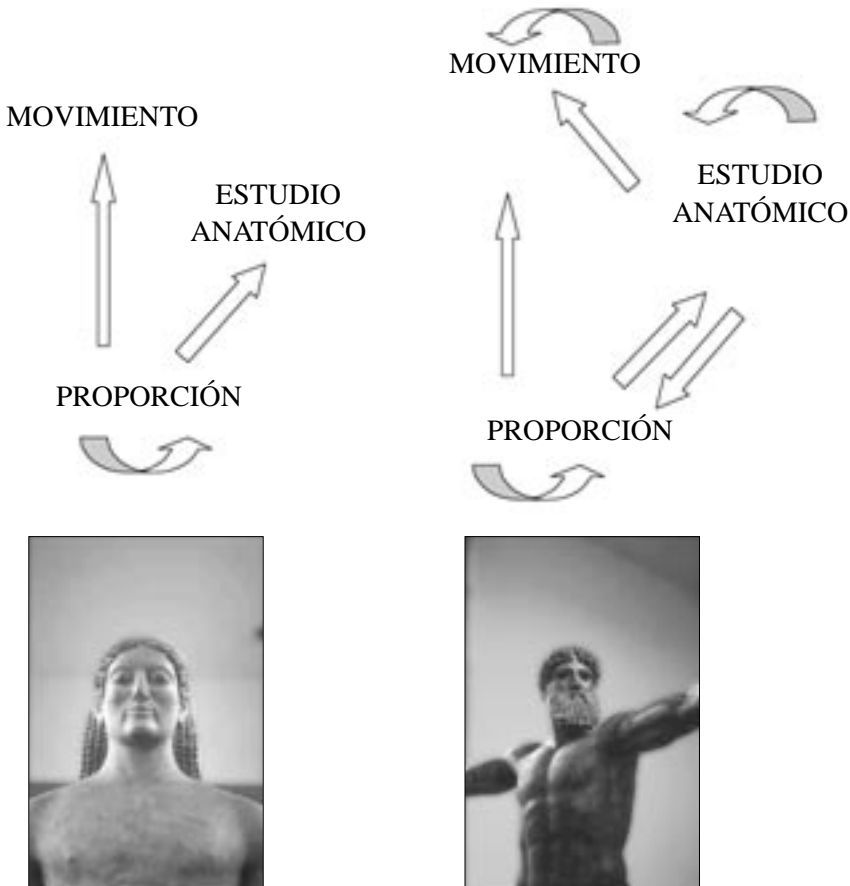 MOVIMIENTO
ESTUDIO
ANATÓMICO
PROPORCIÓN
MOVIMIENTO
ESTUDIO
ANATÓMICO
PROPORCIÓN